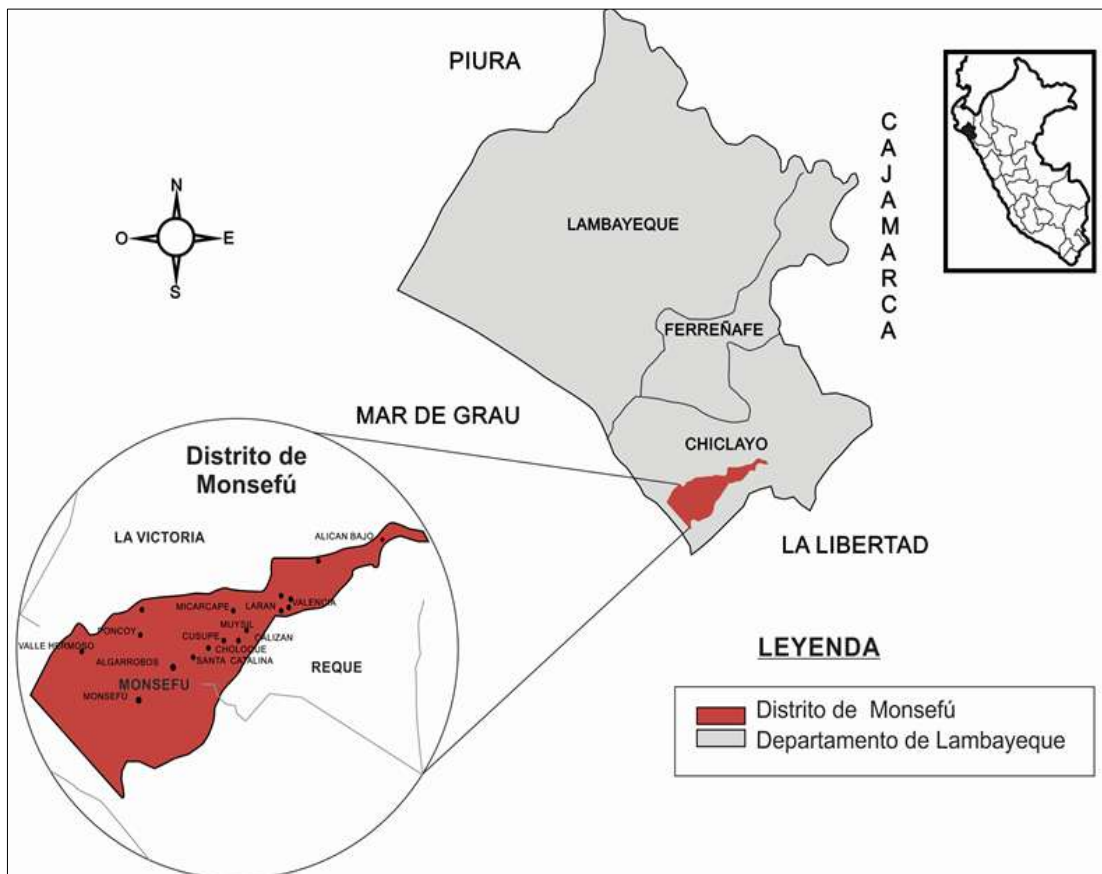 PIURA
CAJAMARCA
N
O
E
S
LAMBAYEQUE
FERREÑAFE
MAR DE GRAU
CHICLAYO
LA LIBERTAD
Distrito de
Monsefú
LA VICTORIA
ALICAN BAJO
MICARCAPE
LARAN
VALENCIA
MUYSIL
PONCOY
CUSUPE
CALIZAN
VALLE HERMOSO
CHOLOQUE
ALGARROBOS
SANTA CATALINA
REQUE
MONSEFU
MONSEFU
LEYENDA
Distrito de Monsefú
Departamento de Lambayeque